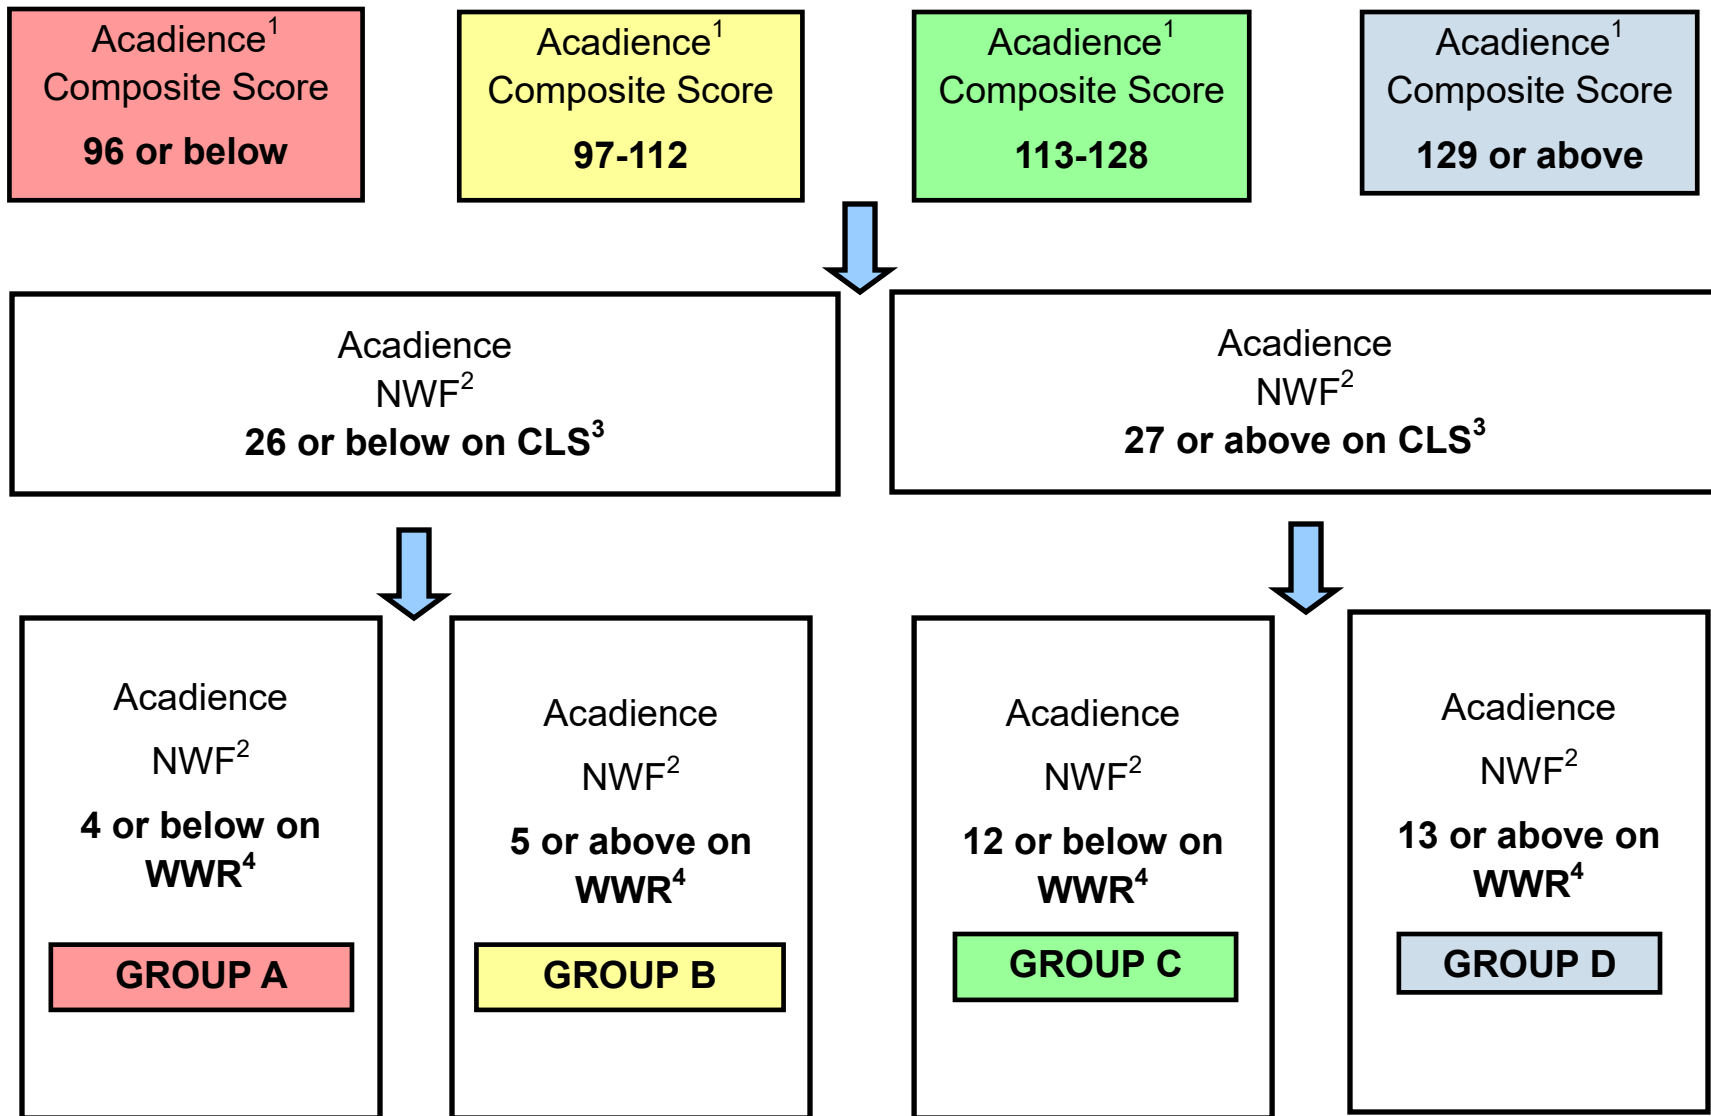 Acadience¹
Composite Score
96 or below
Acadience¹
Composite Score
97-112
Acadience¹
Composite Score
113-128
Acadience¹
Composite Score
129 or above
Acadience
NWF²
26 or below on CLS³
Acadience
NWF²
27 or above on CLS³
Acadience
NWF²
4 or below on
WWR⁴
GROUP A
Acadience
NWF²
5 or above on
WWR⁴
GROUP B
Acadience
NWF²
12 or below on
WWR⁴
GROUP C
Acadience
NWF²
13 or above on
WWR⁴
GROUP D